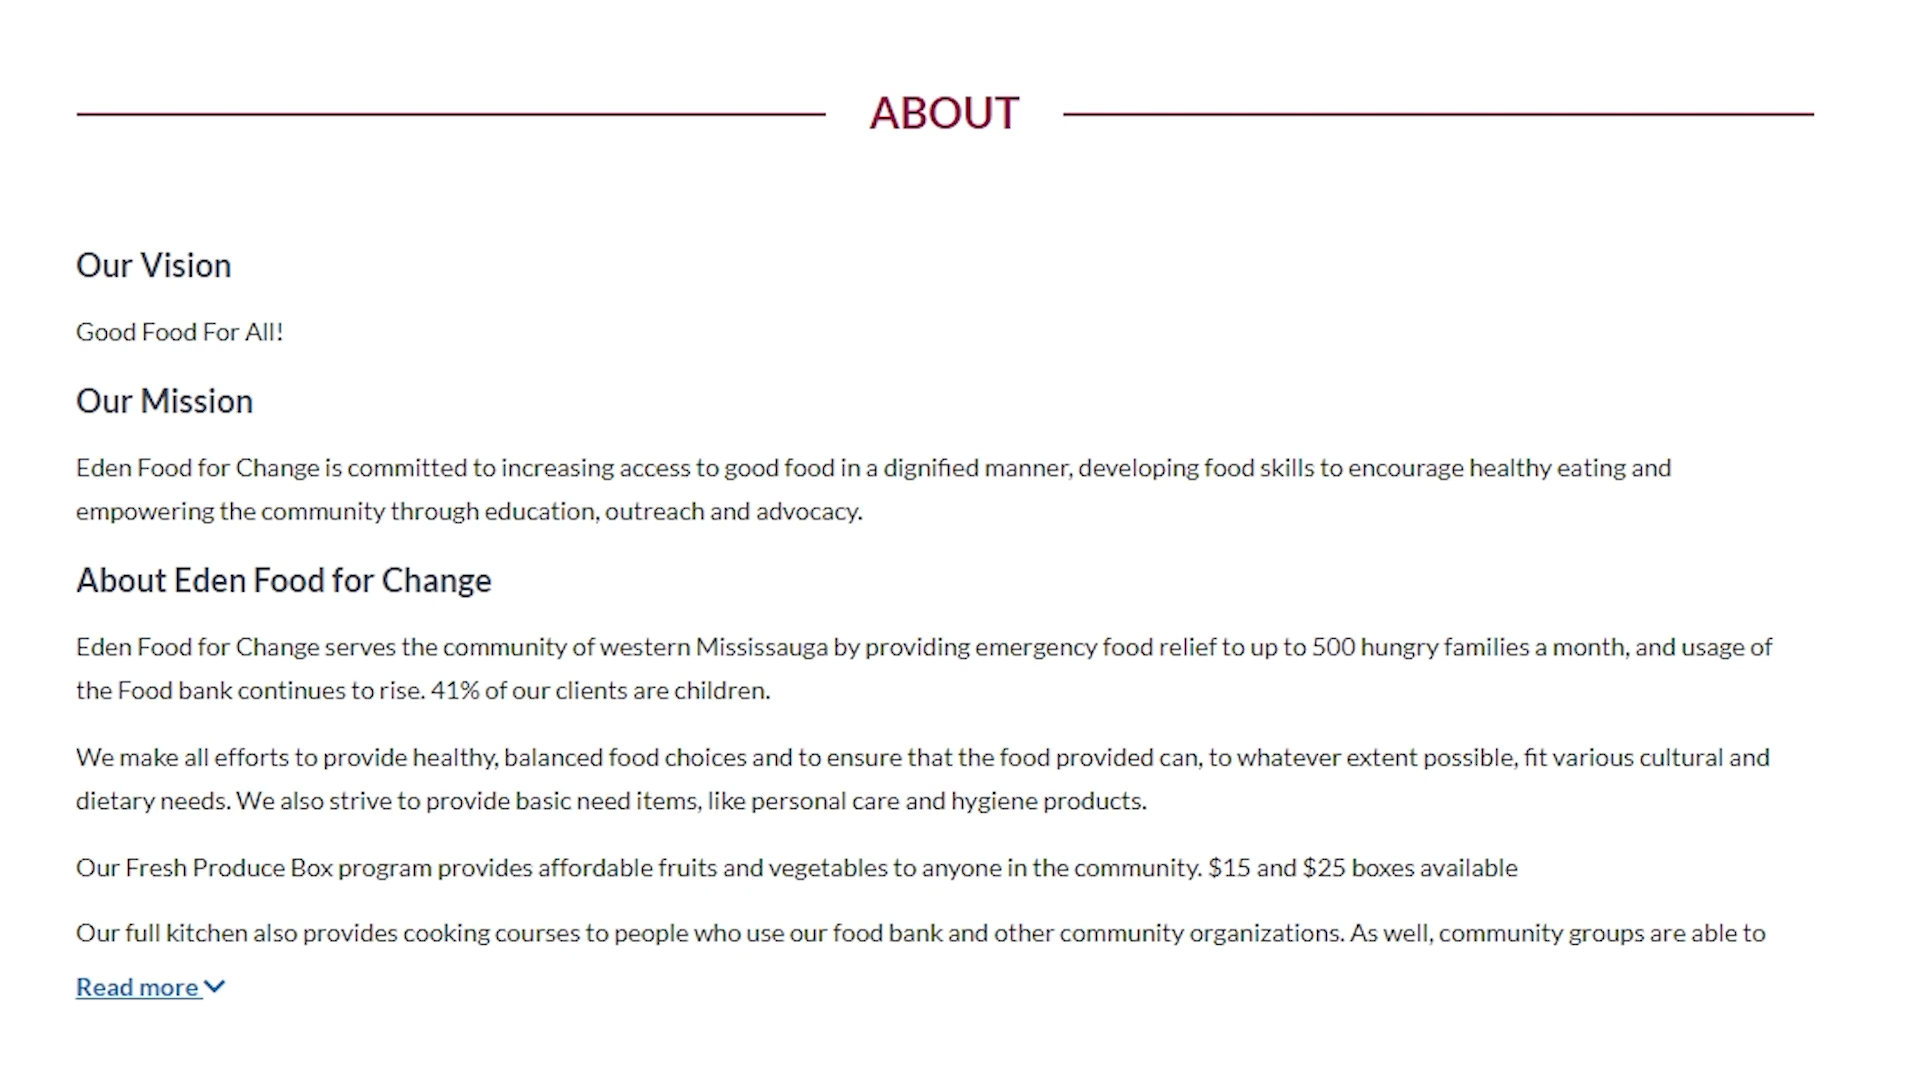 ABOUT
Our Vision
Good Food For All!
Our Mission
Eden Food for Change is committed to increasing access to good food in a dignified manner, developing food skills to encourage healthy eating and
empowering the community through education, outreach and advocacy.
About Eden Food for Change
Eden Food for Change serves the community of western Mississauga by providing emergency food relief to up to 500 hungry families a month, and usage of
the Food bank continues to rise. 41% of our clients are children.
We make all efforts to provide healthy, balanced food choices and to ensure that the food provided can, to whatever extent possible, fit various cultural and
dietary needs. We also strive to provide basic need items, like personal care and hygiene products.
Our Fresh Produce Box program provides affordable fruits and vegetables to anyone in the community. $15 and $25 boxes available
Our full kitchen also provides cooking courses to people who use our food bank and other community organizations. As well, community groups are able to
Read more